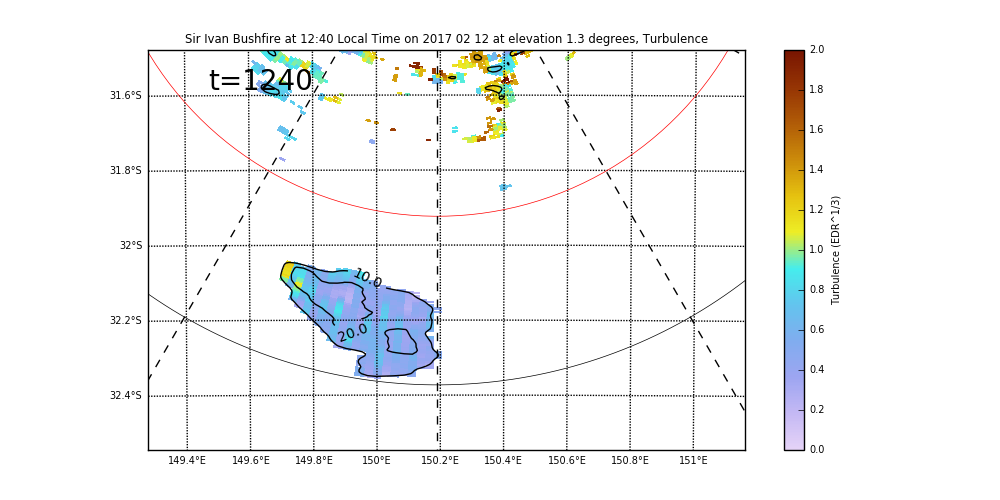 Sir Ivan Bushfire at 12:40 Local Time on 2017 02 12 at elevation 1.3 degrees, Turbulence
t=1240
31.6°S
31.8°S
32°S
32.2°S
32.4°S
10.0
20.0
149.4°E 149.6°E 149.8°E 150°E 150.2°E 150.4°E 150.6°E 150.8°E 151°E
2.0
1.8
1.6
1.4
1.2
1.0
0.8
0.6
0.4
0.2
0.0
Turbulence (EDR^1/3)